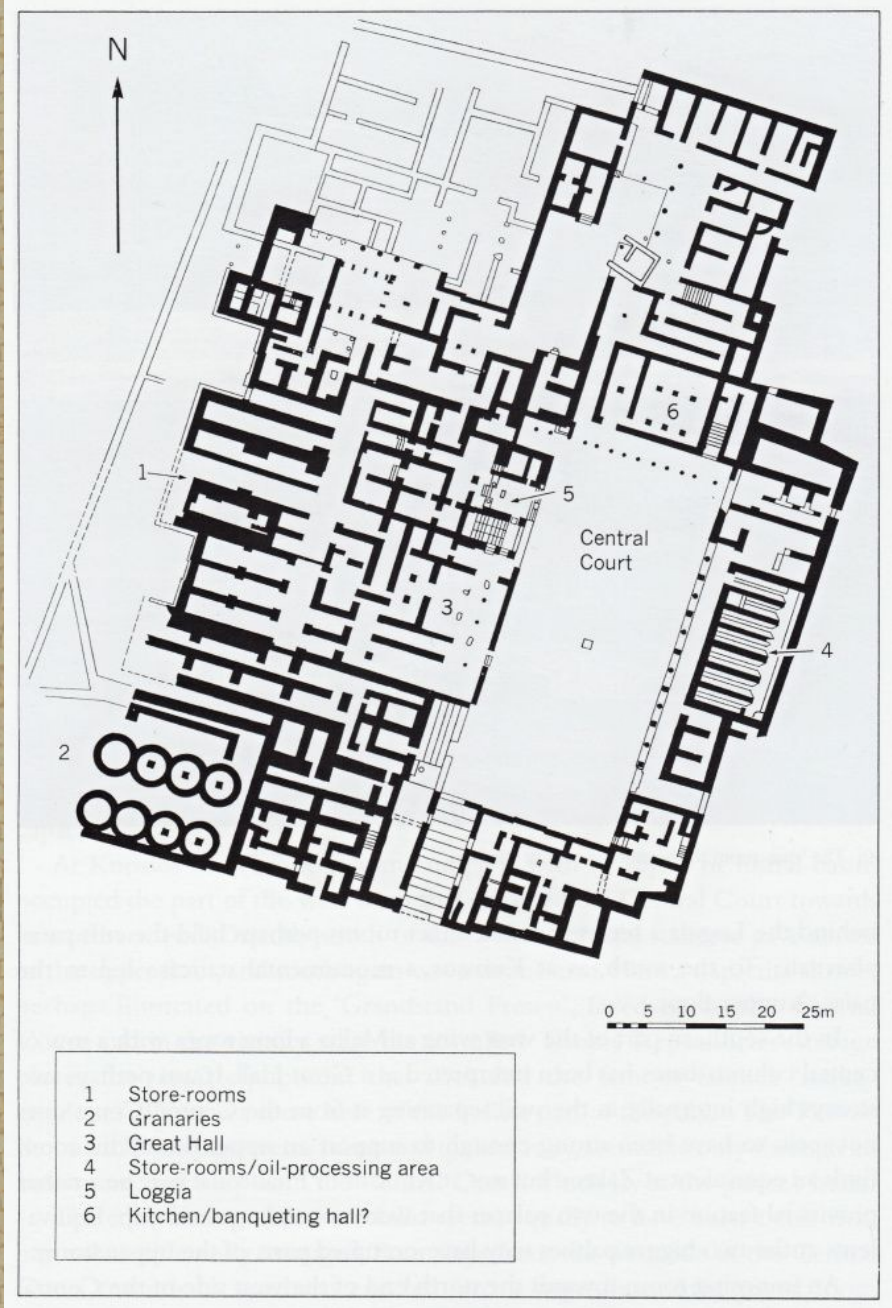 N
6
1
5
Central
Court
3
4
2
0 5 10 15 20 25m
1 Store-rooms
2 Granaries
3 Great Hall
4 Store-rooms/oil-processing area
5 Loggia
6 Kitchen/banqueting hall?